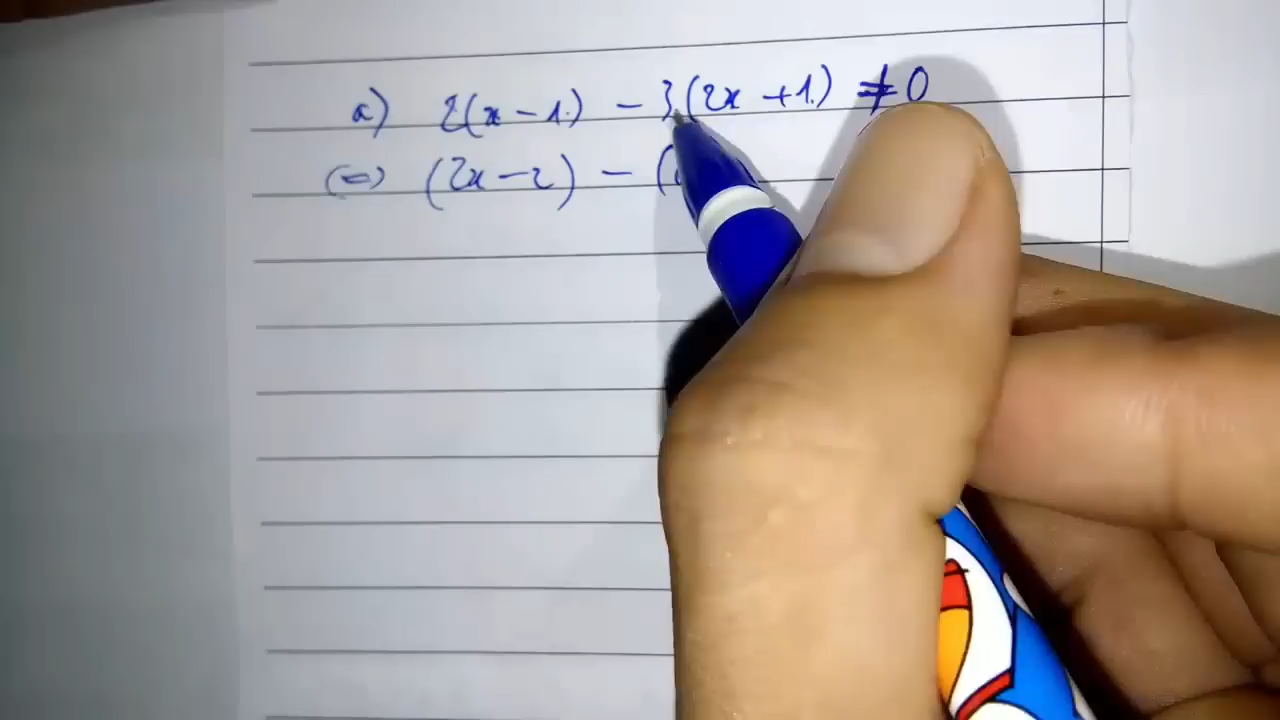 a) 2(x - 1) - 3(2x + 1) ≠ 0
(⇔) (2x - 2) - (